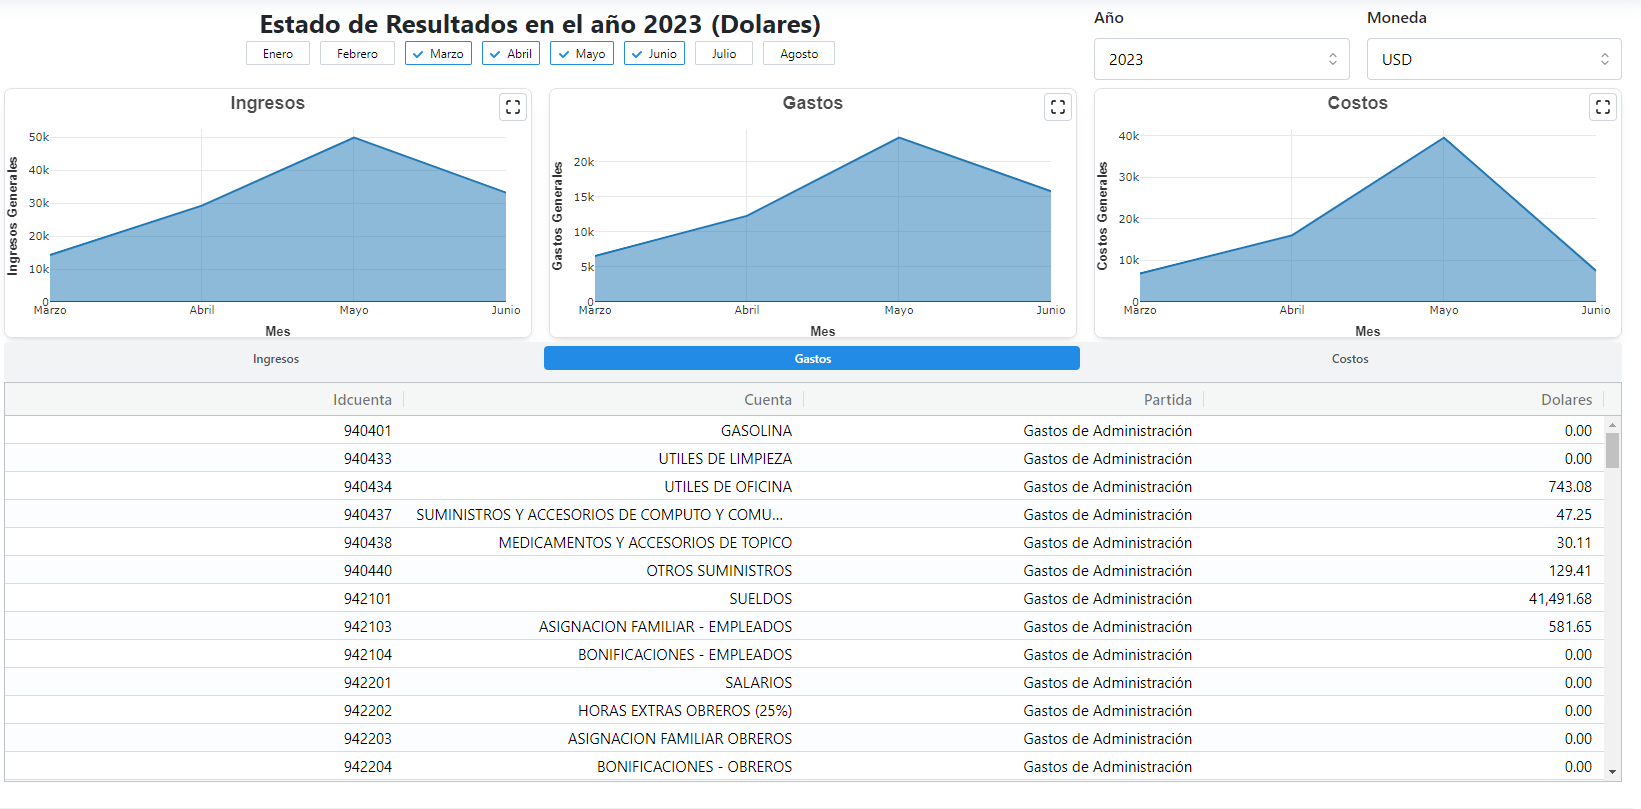 Estado de Resultados en el año 2023 (Dolares)
Año
Moneda
Enero Febrero Marzo Abril Mayo Junio Julio Agosto
2023
USD
Ingresos
Ingresos Generales
50k
40k
30k
20k
10k
0
Marzo Abril Mayo Junio
Mes
Gastos
Gastos Generales
20k
15k
10k
5k
0
Marzo Abril Mayo Junio
Mes
Costos
Costos Generales
40k
30k
20k
10k
0
Marzo Abril Mayo Junio
Mes
Ingresos Gastos Costos
Idcuenta Cuenta Partida Dolares
940401 GASOLINA Gastos de Administración 0.00
940433 UTILES DE LIMPIEZA Gastos de Administración 0.00
940434 UTILES DE OFICINA Gastos de Administración 743.08
940437 SUMINISTROS Y ACCESORIOS DE COMPUTO Y COMU... Gastos de Administración 47.25
940438 MEDICAMENTOS Y ACCESORIOS DE TOPICO Gastos de Administración 30.11
940440 OTROS SUMINISTROS Gastos de Administración 129.41
942101 SUELDOS Gastos de Administración 41,491.68
942103 ASIGNACION FAMILIAR - EMPLEADOS Gastos de Administración 581.65
942104 BONIFICACIONES - EMPLEADOS Gastos de Administración 0.00
942201 SALARIOS Gastos de Administración 0.00
942202 HORAS EXTRAS OBREROS (25%) Gastos de Administración 0.00
942203 ASIGNACION FAMILIAR OBREROS Gastos de Administración 0.00
942204 BONIFICACIONES - OBREROS Gastos de Administración 0.00